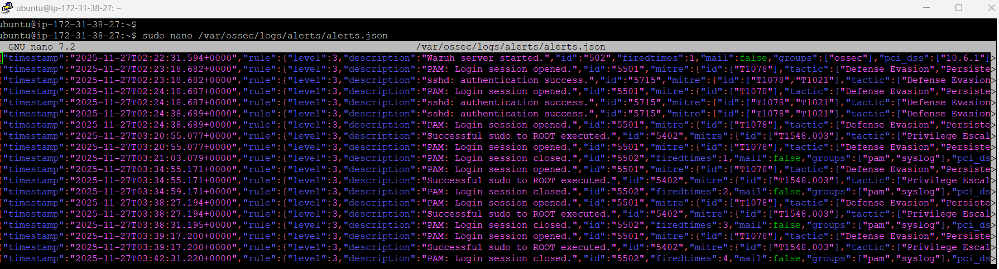 ubuntu@ip-172-31-38-27: ~
ubuntu@ip-172-31-38-27:~$
ubuntu@ip-172-31-38-27:~$ sudo nano /var/ossec/logs/alerts/alerts.json
GNU nano 7.2 /var/ossec/logs/alerts/alerts.json
{"timestamp":"2025-11-27T02:22:31.594+0000","rule":{"level":3,"description":"Wazuh server started.","id":"502","firedtimes":1,"mail":false,"groups":["ossec"],"pci_dss":["10.6.1"]>
{"timestamp":"2025-11-27T02:23:18.682+0000","rule":{"level":3,"description":"PAM: Login session opened.","id":"5501","mitre":{"id":["T1078"],"tactic":["Defense Evasion","Persiste>
{"timestamp":"2025-11-27T02:23:18.682+0000","rule":{"level":3,"description":"sshd: authentication success.","id":"5715","mitre":{"id":["T1078","T1021"],"tactic":["Defense Evasion>
{"timestamp":"2025-11-27T02:24:18.687+0000","rule":{"level":3,"description":"PAM: Login session opened.","id":"5501","mitre":{"id":["T1078"],"tactic":["Defense Evasion","Persiste>
{"timestamp":"2025-11-27T02:24:18.687+0000","rule":{"level":3,"description":"sshd: authentication success.","id":"5715","mitre":{"id":["T1078","T1021"],"tactic":["Defense Evasion>
{"timestamp":"2025-11-27T02:24:38.689+0000","rule":{"level":3,"description":"sshd: authentication success.","id":"5715","mitre":{"id":["T1078","T1021"],"tactic":["Defense Evasion>
{"timestamp":"2025-11-27T02:24:38.689+0000","rule":{"level":3,"description":"PAM: Login session opened.","id":"5501","mitre":{"id":["T1078"],"tactic":["Defense Evasion","Persiste>
{"timestamp":"2025-11-27T03:20:55.077+0000","rule":{"level":3,"description":"Successful sudo to ROOT executed.","id":"5402","mitre":{"id":["T1548.003"],"tactic":["Privilege Escal>
{"timestamp":"2025-11-27T03:20:55.077+0000","rule":{"level":3,"description":"PAM: Login session opened.","id":"5501","mitre":{"id":["T1078"],"tactic":["Defense Evasion","Persiste>
{"timestamp":"2025-11-27T03:21:03.079+0000","rule":{"level":3,"description":"PAM: Login session closed.","id":"5502","firedtimes":1,"mail":false,"groups":["pam","syslog"],"pci_ds>
{"timestamp":"2025-11-27T03:34:55.171+0000","rule":{"level":3,"description":"PAM: Login session opened.","id":"5501","mitre":{"id":["T1078"],"tactic":["Defense Evasion","Persiste>
{"timestamp":"2025-11-27T03:34:55.171+0000","rule":{"level":3,"description":"Successful sudo to ROOT executed.","id":"5402","mitre":{"id":["T1548.003"],"tactic":["Privilege Escal>
{"timestamp":"2025-11-27T03:34:59.171+0000","rule":{"level":3,"description":"PAM: Login session closed.","id":"5502","firedtimes":2,"mail":false,"groups":["pam","syslog"],"pci_ds>
{"timestamp":"2025-11-27T03:38:27.194+0000","rule":{"level":3,"description":"PAM: Login session opened.","id":"5501","mitre":{"id":["T1078"],"tactic":["Defense Evasion","Persiste>
{"timestamp":"2025-11-27T03:38:27.194+0000","rule":{"level":3,"description":"Successful sudo to ROOT executed.","id":"5402","mitre":{"id":["T1548.003"],"tactic":["Privilege Escal>
{"timestamp":"2025-11-27T03:38:31.195+0000","rule":{"level":3,"description":"PAM: Login session closed.","id":"5502","firedtimes":3,"mail":false,"groups":["pam","syslog"],"pci_ds>
{"timestamp":"2025-11-27T03:39:17.200+0000","rule":{"level":3,"description":"PAM: Login session opened.","id":"5501","mitre":{"id":["T1078"],"tactic":["Defense Evasion","Persiste>
{"timestamp":"2025-11-27T03:39:17.200+0000","rule":{"level":3,"description":"Successful sudo to ROOT executed.","id":"5402","mitre":{"id":["T1548.003"],"tactic":["Privilege Escal>
{"timestamp":"2025-11-27T03:42:31.220+0000","rule":{"level":3,"description":"PAM: Login session closed.","id":"5502","firedtimes":4,"mail":false,"groups":["pam","syslog"],"pci_ds>